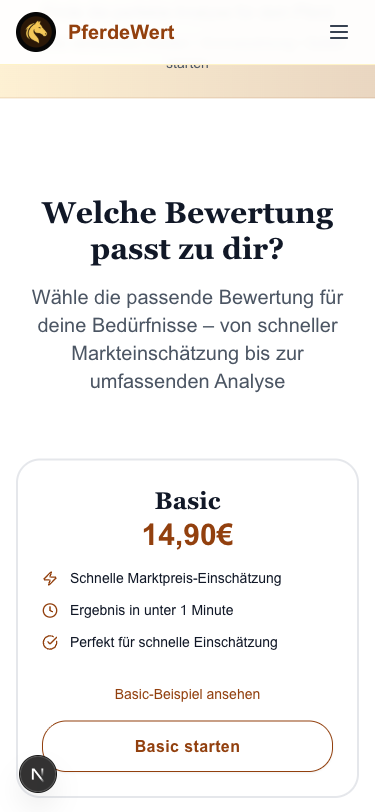 PferdeWert
starten
Welche Bewertung
passt zu dir?
Wähle die passende Bewertung für
deine Bedürfnisse – von schneller
Markteinschätzung bis zur
umfassenden Analyse
Basic
14,90€
Schnelle Marktpreis-Einschätzung
Ergebnis in unter 1 Minute
Perfekt für schnelle Einschätzung
Basic-Beispiel ansehen
Basic starten
N